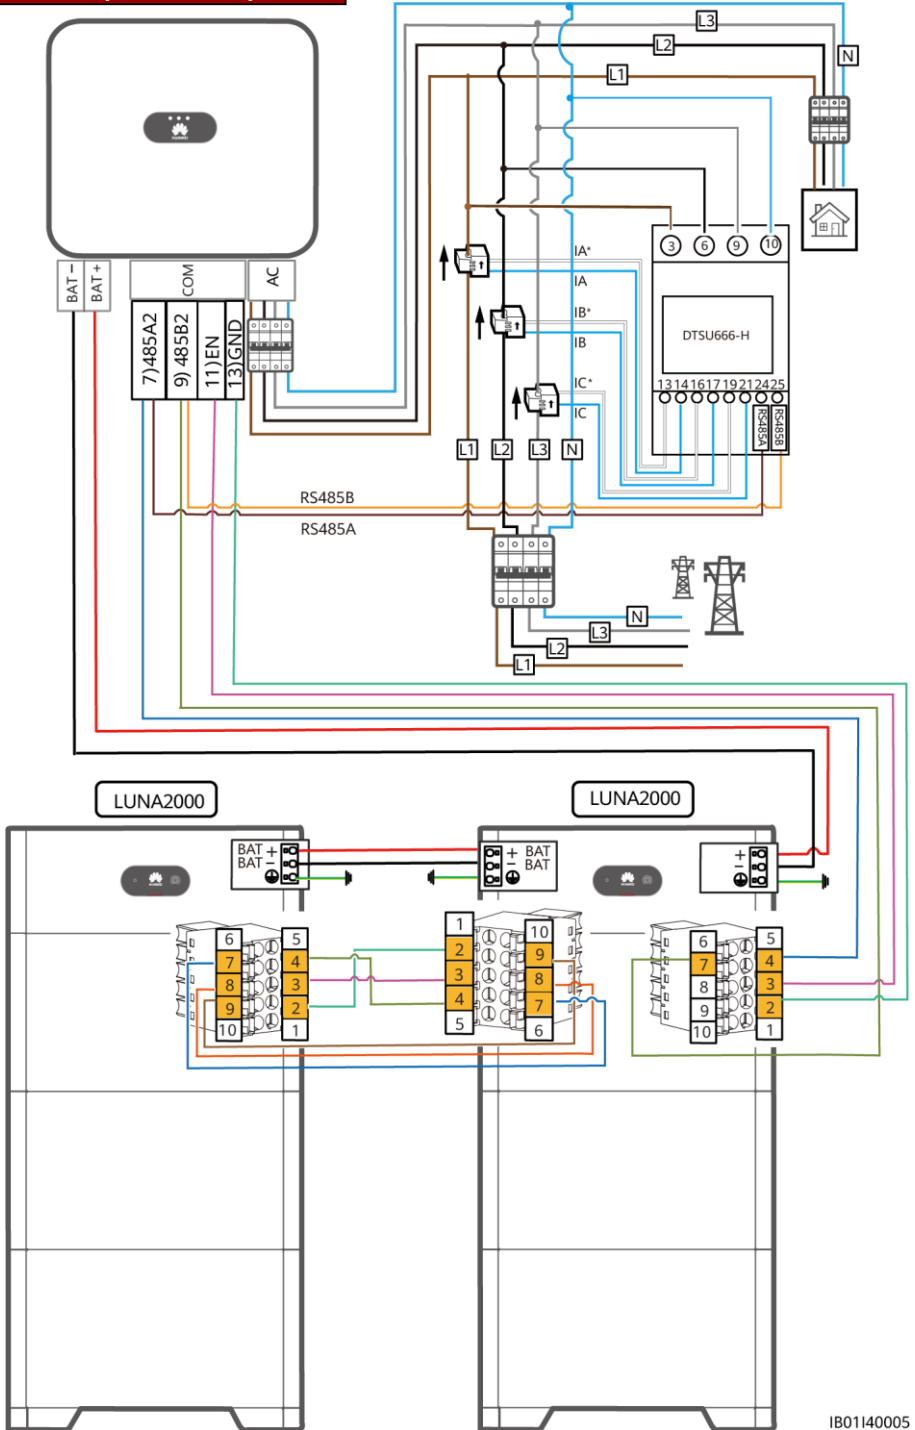 L3
L2
N
L1
HUAWEI
3
6
9
10
IA*
IA
IB*
IB
IC*
IC
DTSU666-H
13 14 16 17 19 21 24 25
RS485A
RS485B
BAT −
BAT +
COM
AC
7)485A2
9) 485B2
11)EN
13)GND
L1
L2
L3
N
RS485B
RS485A
N
L3
L2
L1
LUNA2000
LUNA2000
BAT +
BAT −
+ BAT
− BAT
+
−
HUAWEI
HUAWEI
6
7
8
9
10
5
4
3
2
1
1
2
3
4
5
10
9
8
7
6
6
7
8
9
10
5
4
3
2
1
IB01I40005